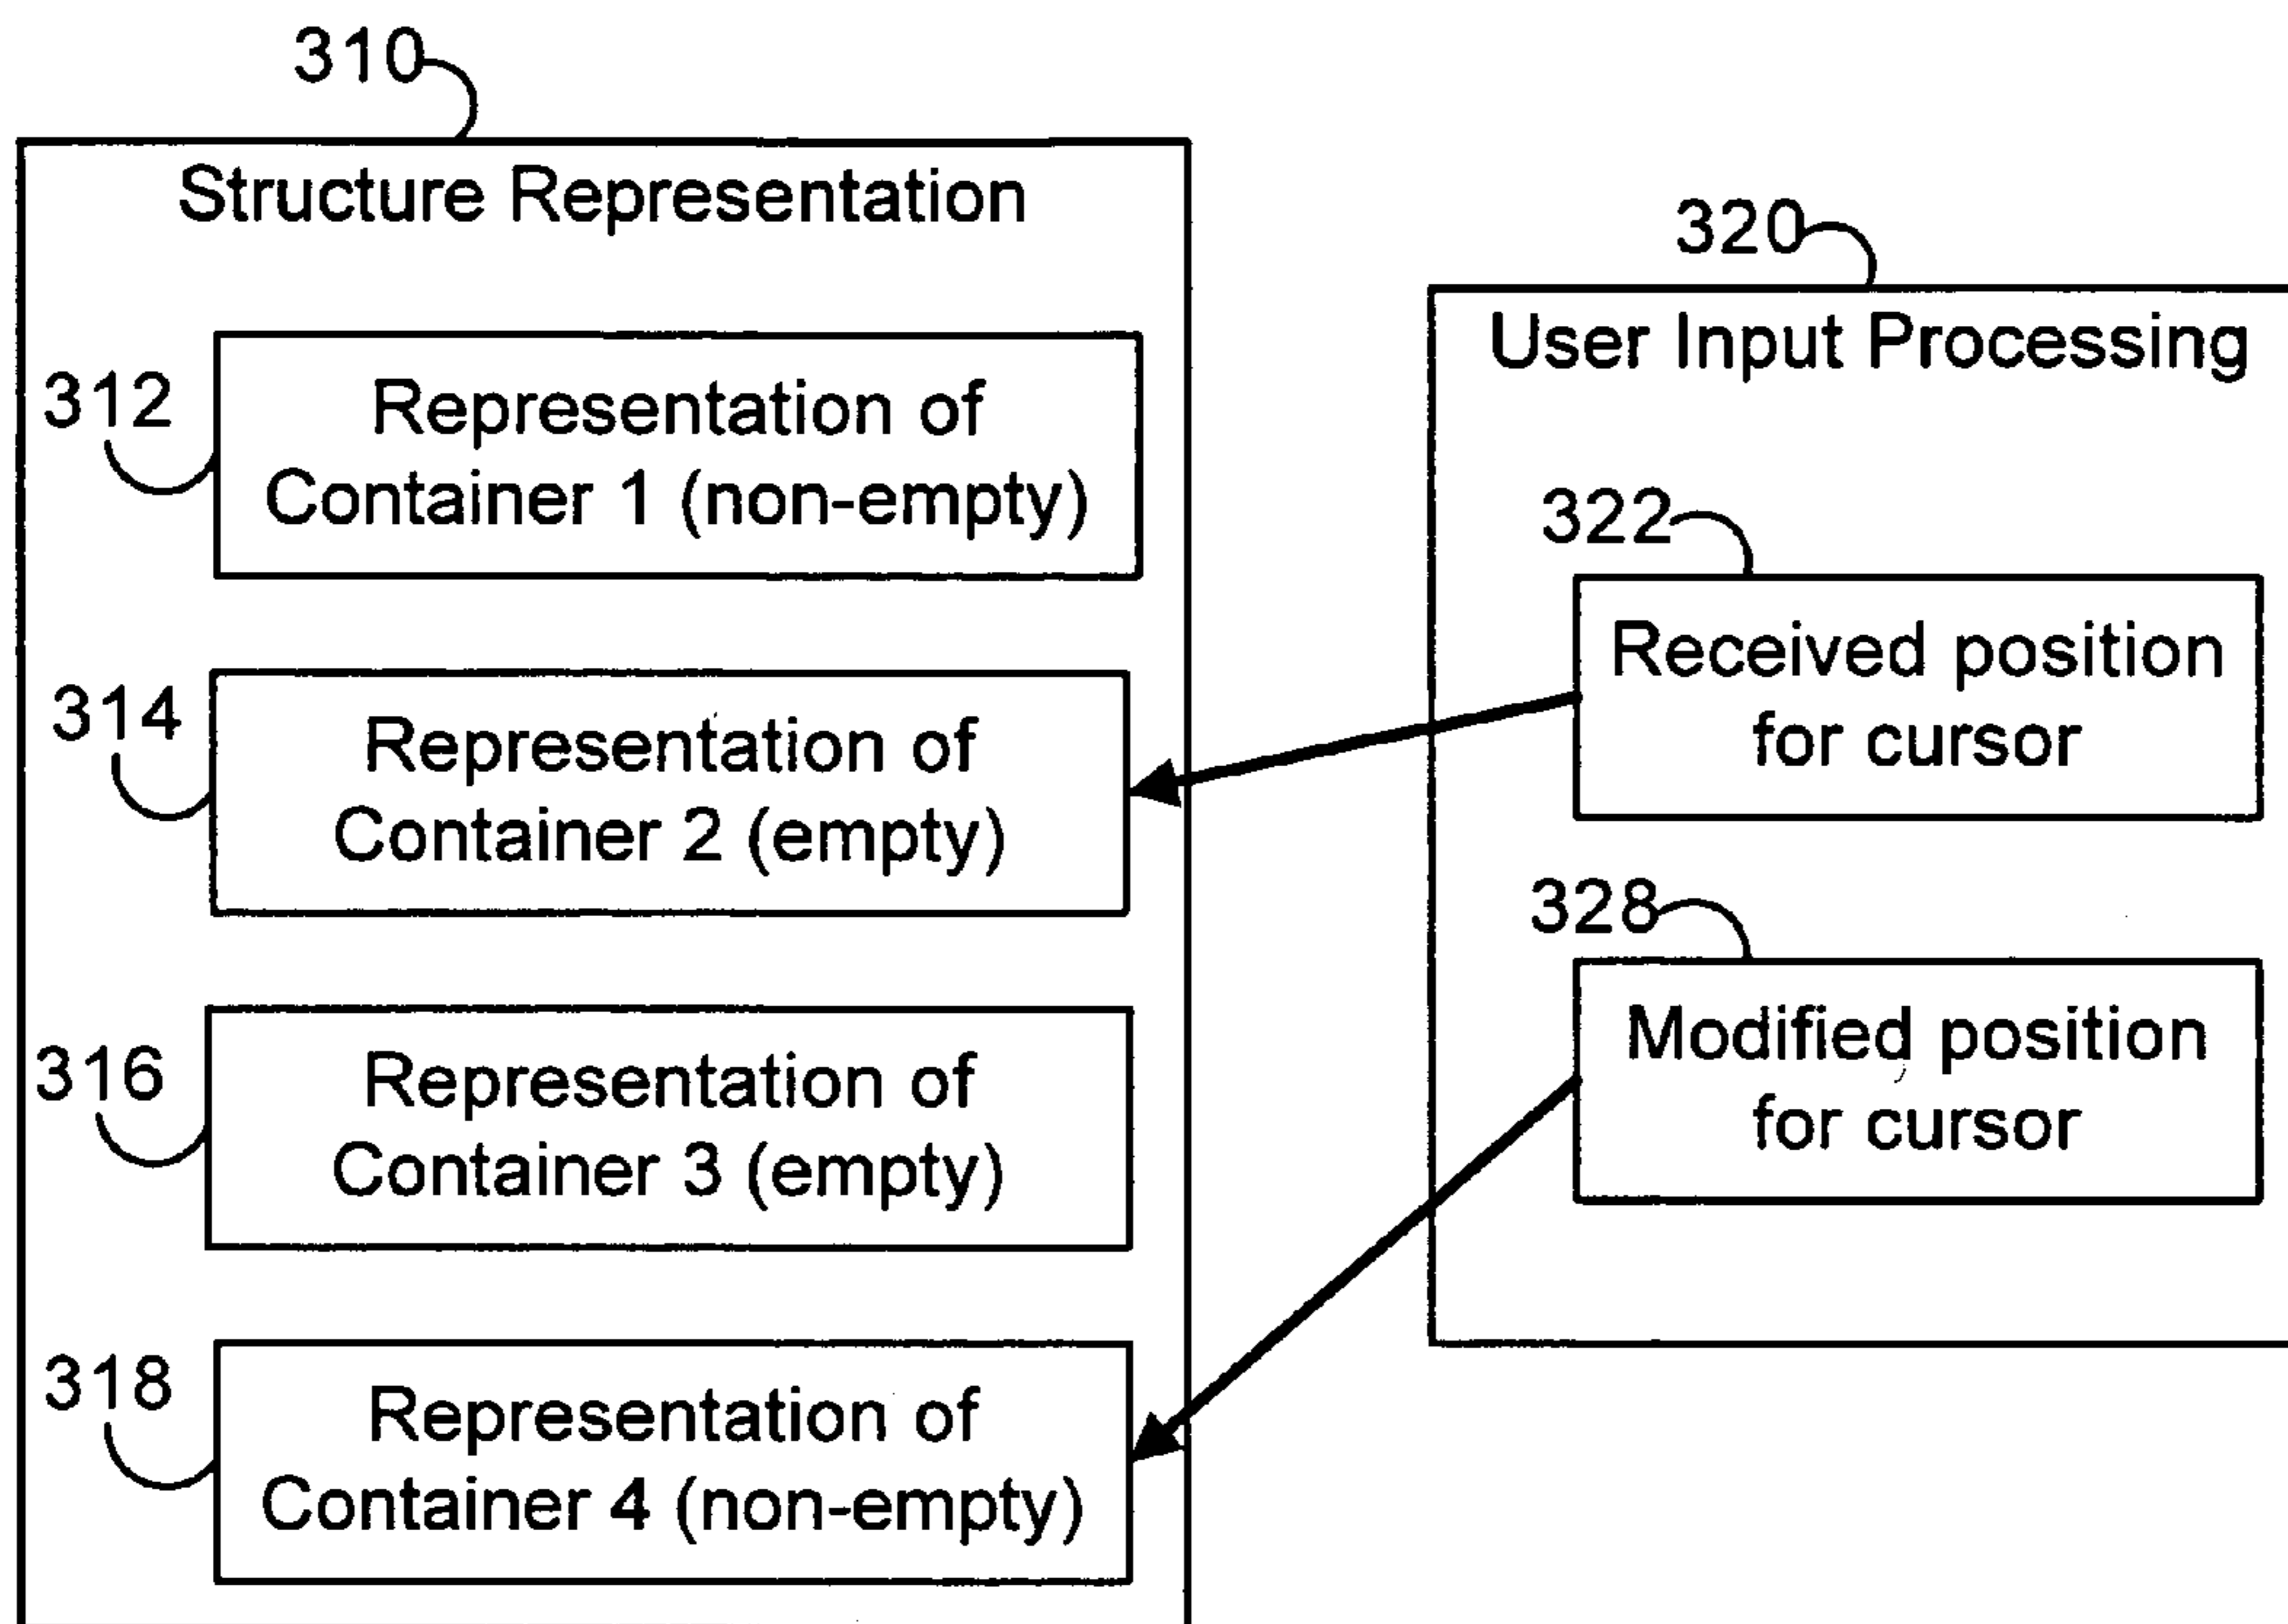 310
Structure Representation
312
Representation of
Container 1 (non-empty)
314
Representation of
Container 2 (empty)
316
Representation of
Container 3 (empty)
318
Representation of
Container 4 (non-empty)
320
User Input Processing
322
Received position
for cursor
328
Modified position
for cursor